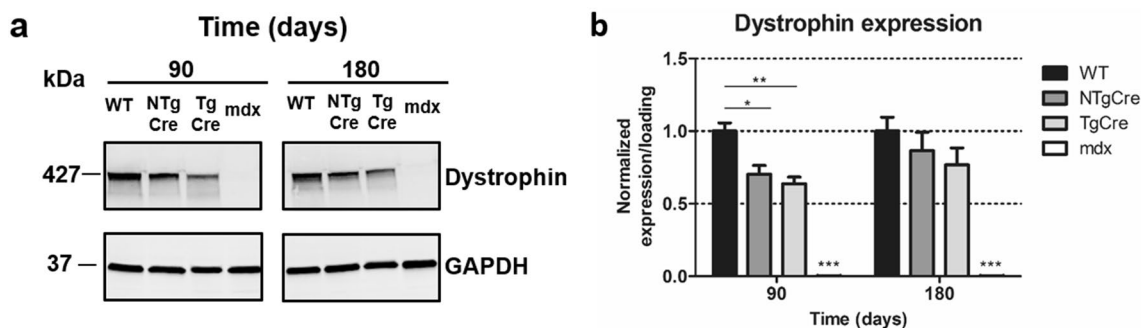 a
Time (days)
kDa
90
180
WT NTg Cre Tg Cre mdx
WT NTg Cre Tg Cre mdx
427
Dystrophin
37
GAPDH
b
Dystrophin expression
Normalized
expression/loading
1.5
1.0
0.5
0.0
**
*
***
***
90
180
Time (days)
WT
NTgCre
TgCre
mdx